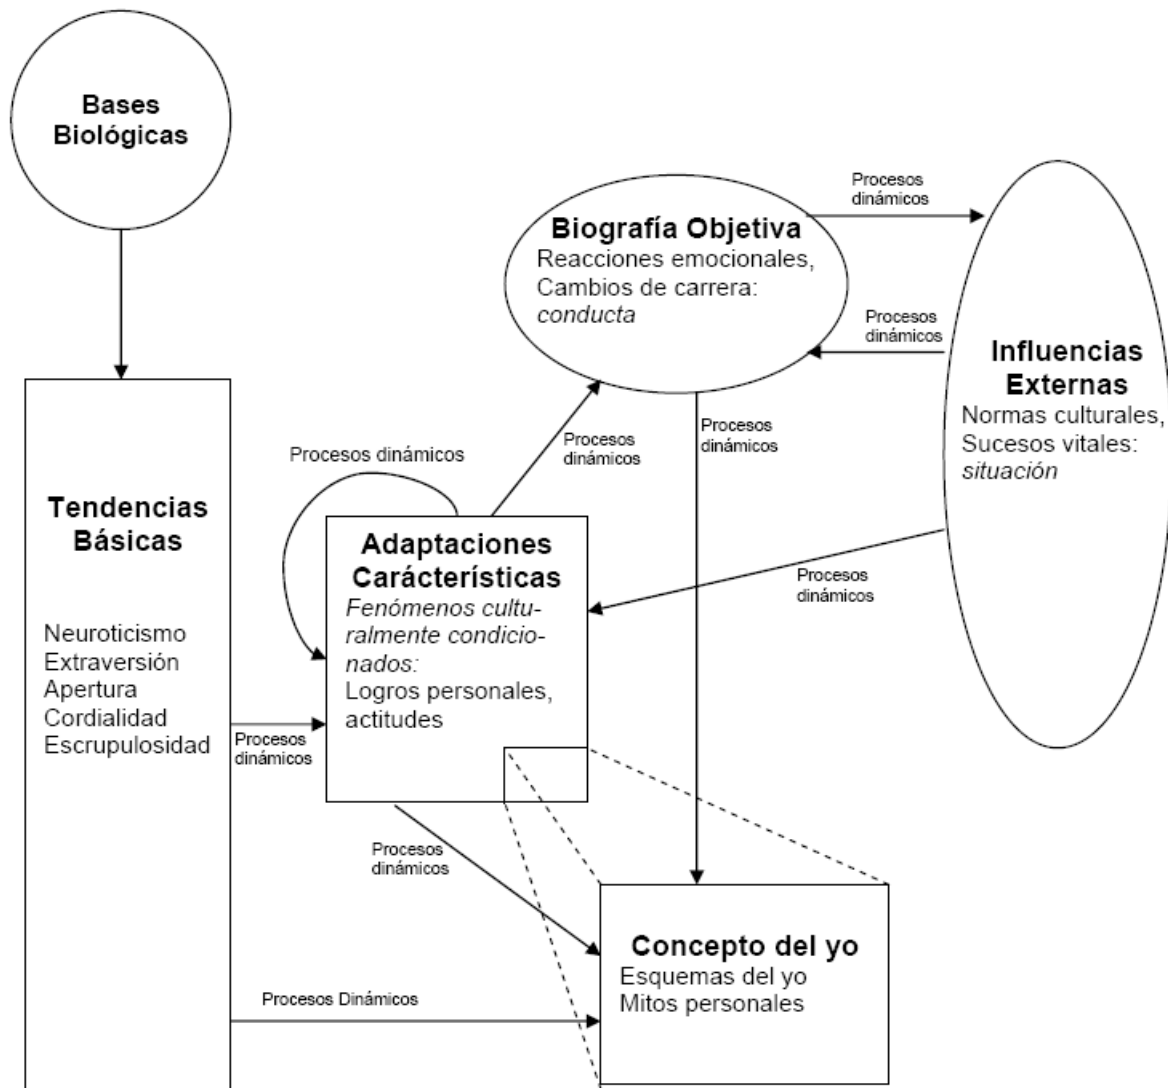 Bases
Biológicas
Procesos
dinámicos
Biografía Objetiva
Reacciones emocionales,
Cambios de carrera:
conducta
Procesos
dinámicos
Influencias
Externas
Normas culturales,
Sucesos vitales:
situación
Procesos
dinámicos
Procesos
dinámicos
Procesos dinámicos
Tendencias
Básicas
Neuroticismo
Extraversión
Apertura
Cordialidad
Escrupulosidad
Adaptaciones
Carácterísticas
Fenómenos cultu-
ralmente condicio-
nados:
Logros personales,
actitudes
Procesos
dinámicos
Procesos
dinámicos
Procesos
dinámicos
Concepto del yo
Esquemas del yo
Mitos personales
Procesos Dinámicos